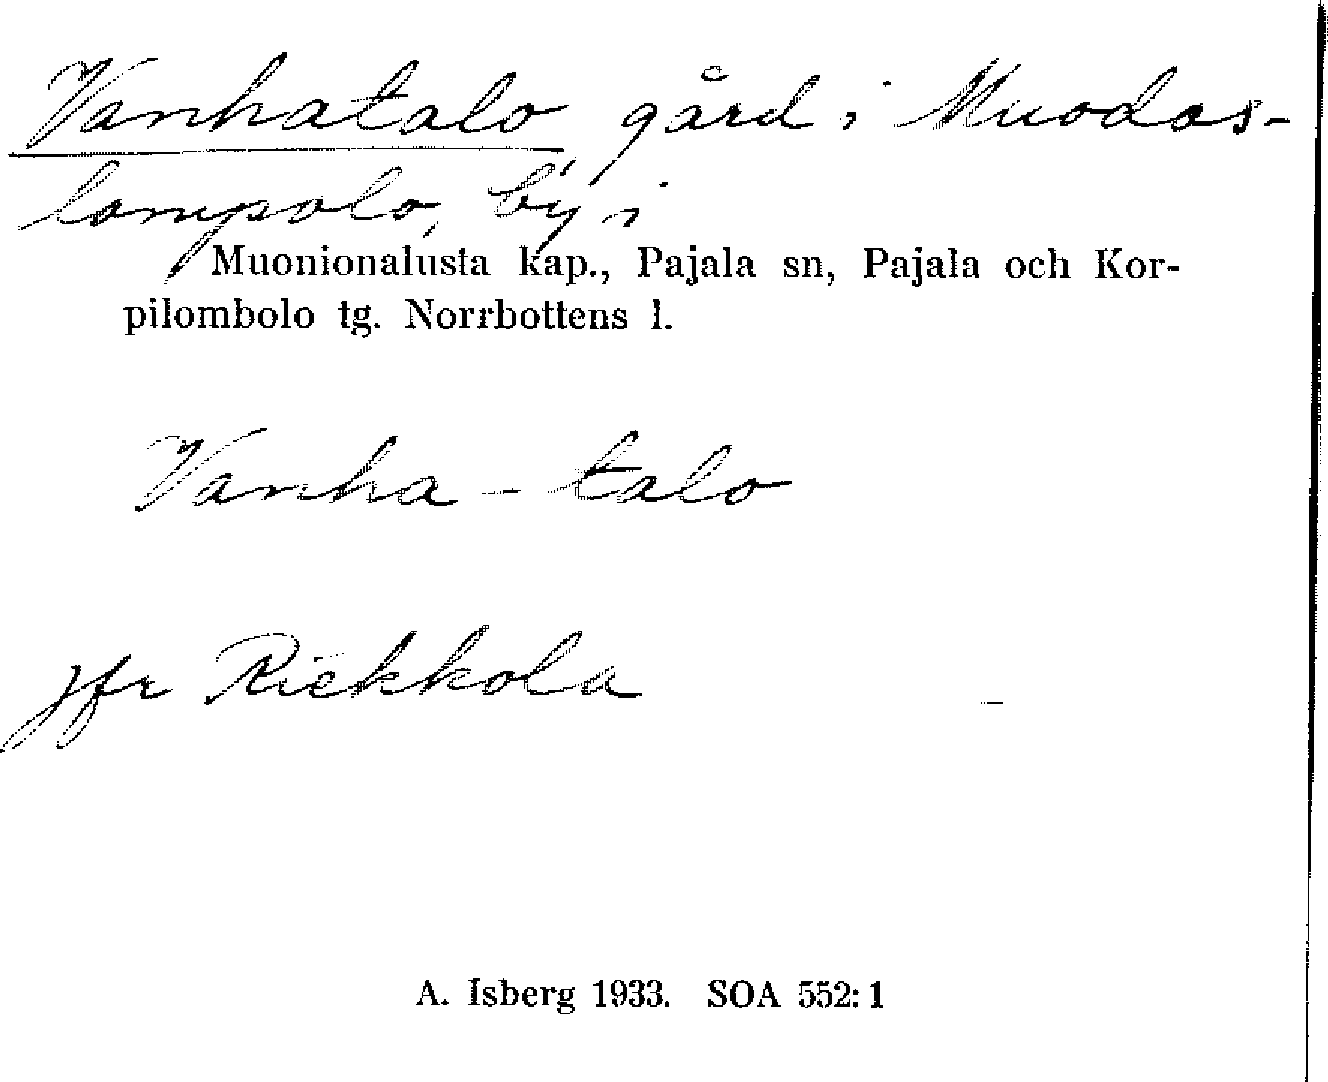 Vanhatalo gård i Muodos-
lompolo, by i
Muonionalusta kap., Pajala sn, Pajala och Kor-
pilombolo tg. Norrbottens l.
Vanha - talo
jfr Riekkola
A. Isberg 1933. SOA 552:1